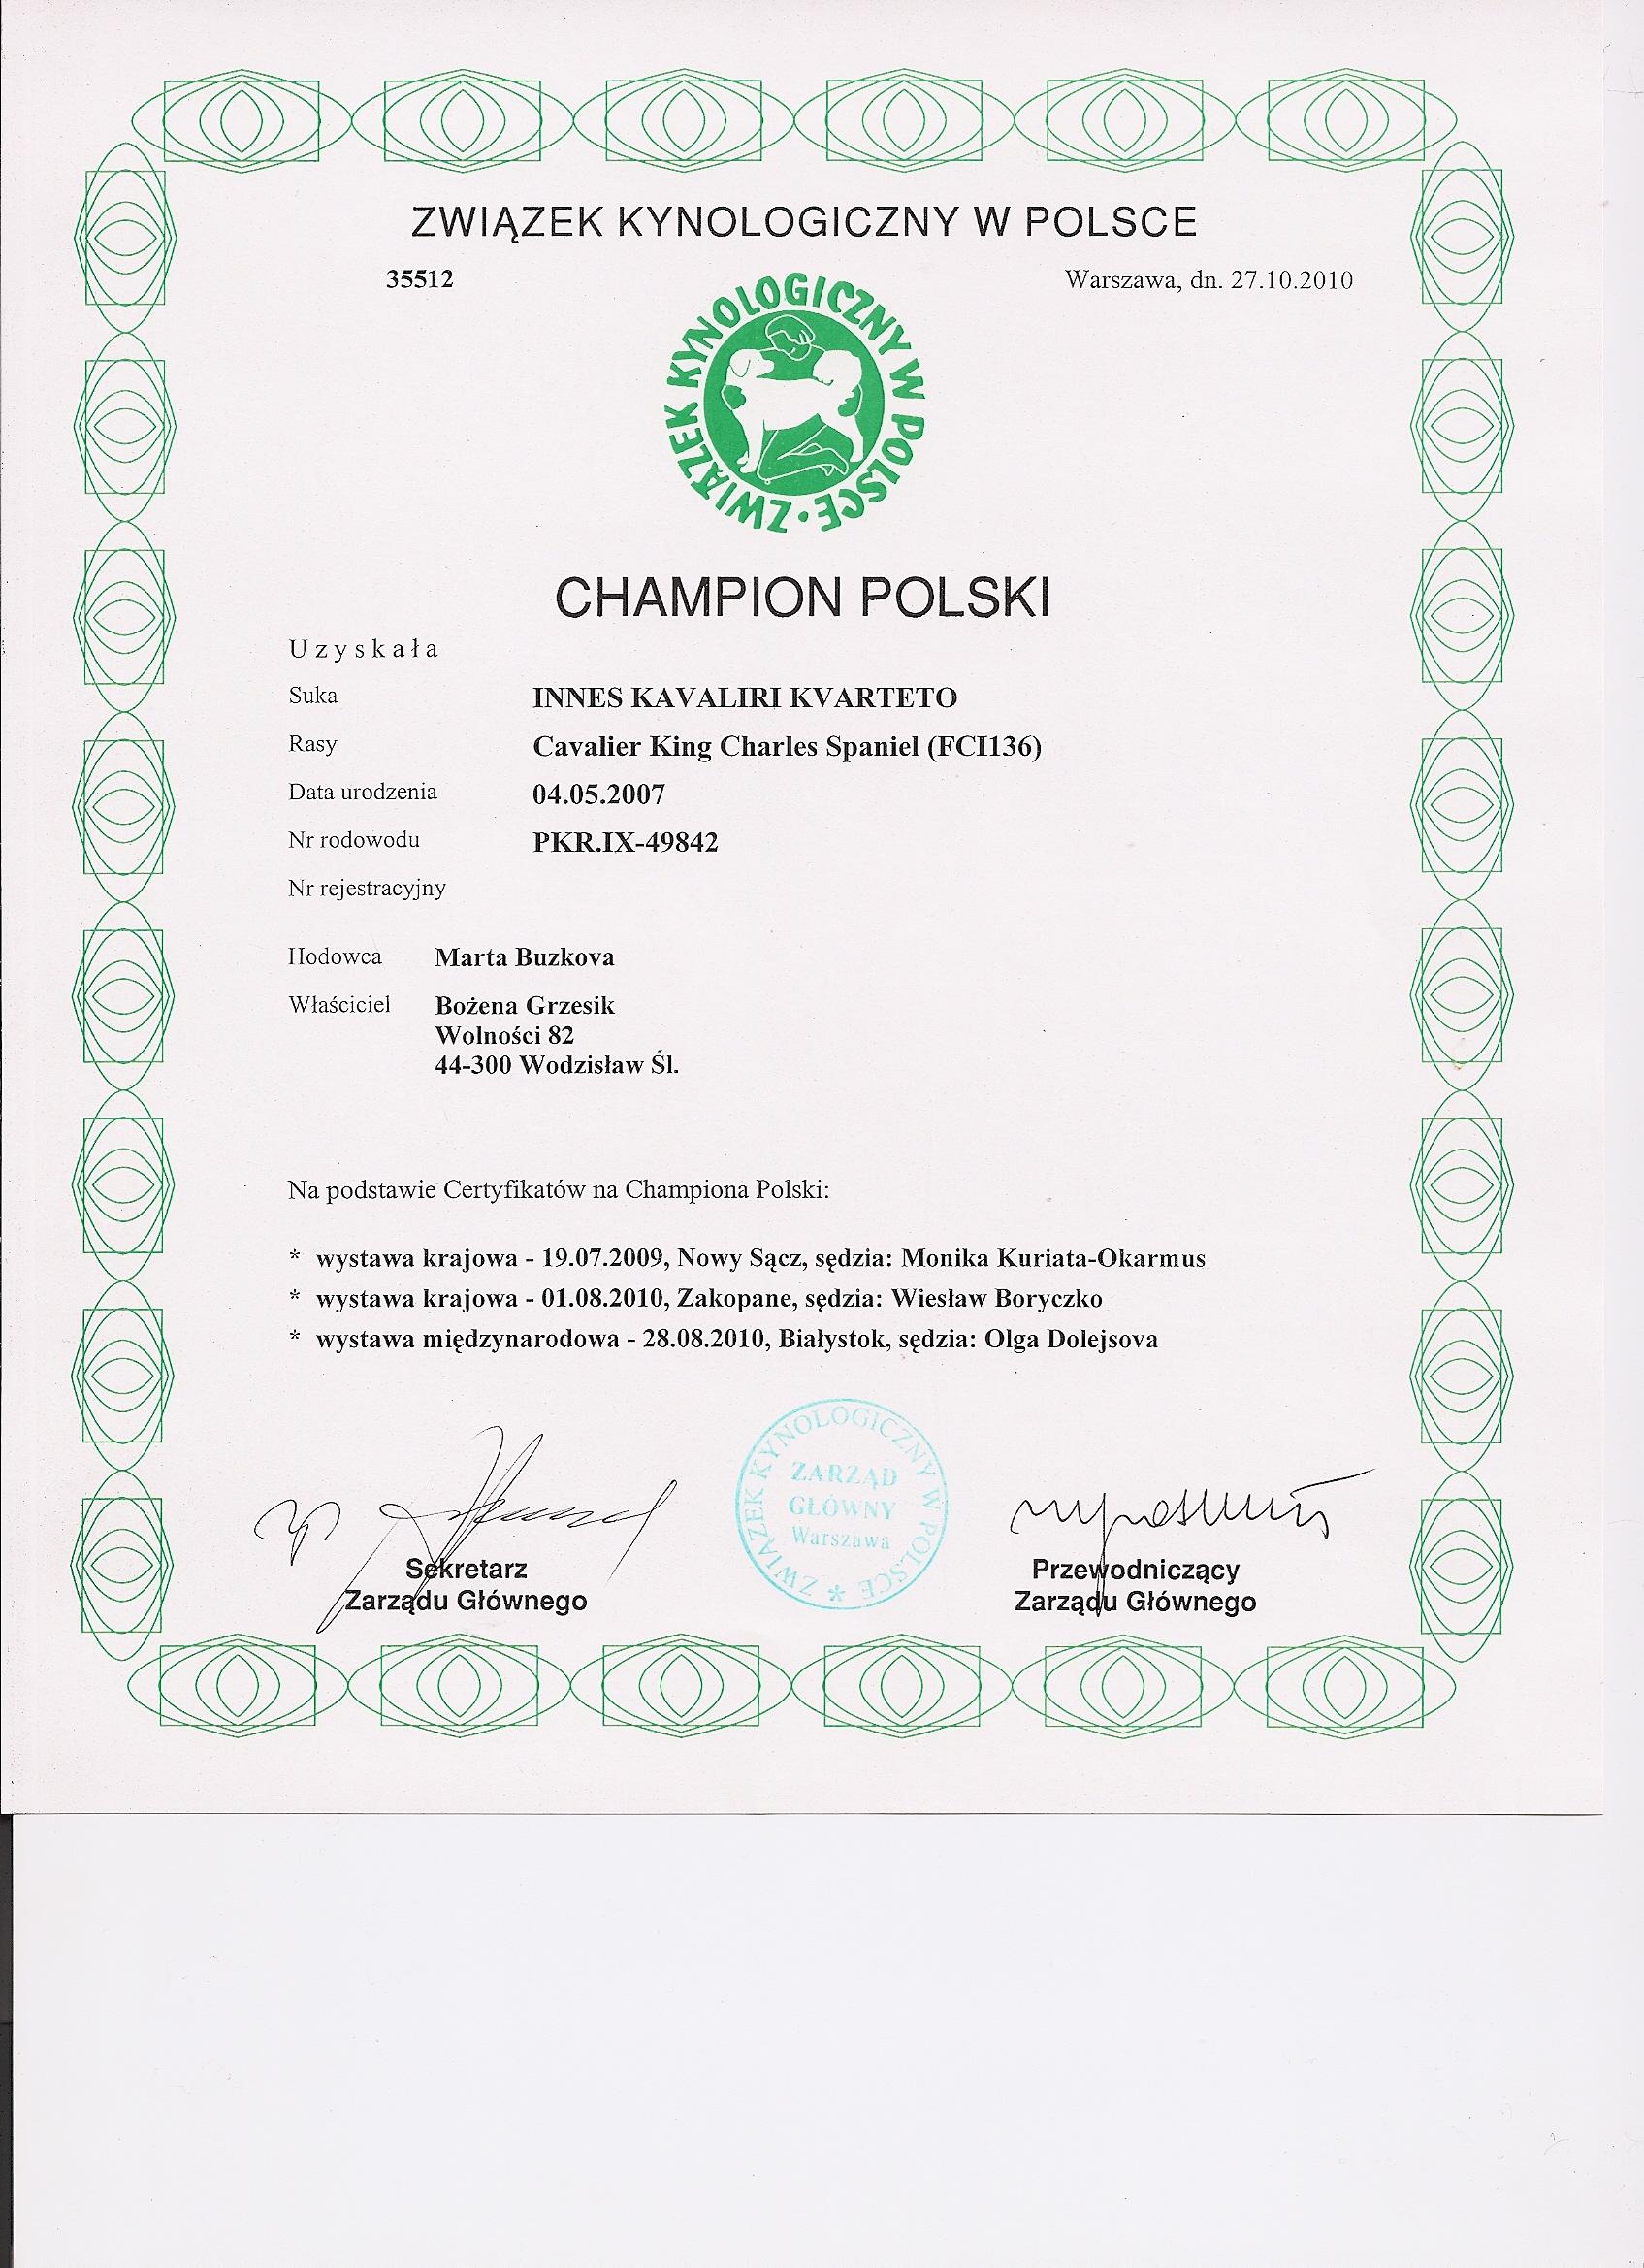 ZWIĄZEK KYNOLOGICZNY W POLSCE
35512
Warszawa, dn. 27.10.2010
ZWIĄZEK KYNOLOGICZNY W POLSCE
CHAMPION POLSKI
Uzyskała
Suka INNES KAVALIRI KVARTETO
Rasy Cavalier King Charles Spaniel (FCI136)
Data urodzenia 04.05.2007
Nr rodowodu PKR.IX-49842
Nr rejestracyjny
Hodowca Marta Buzkova
Właściciel Bożena Grzesik
Wolności 82
44-300 Wodzisław Śl.
Na podstawie Certyfikatów na Championa Polski:
* wystawa krajowa - 19.07.2009, Nowy Sącz, sędzia: Monika Kuriata-Okarmus
* wystawa krajowa - 01.08.2010, Zakopane, sędzia: Wiesław Boryczko
* wystawa międzynarodowa - 28.08.2010, Białystok, sędzia: Olga Dolejsova
ZWIĄZEK KYNOLOGICZNY W POLSCE *
ZARZĄD
GŁÓWNY
Warszawa
Sekretarz
Zarządu Głównego
Przewodniczący
Zarządu Głównego